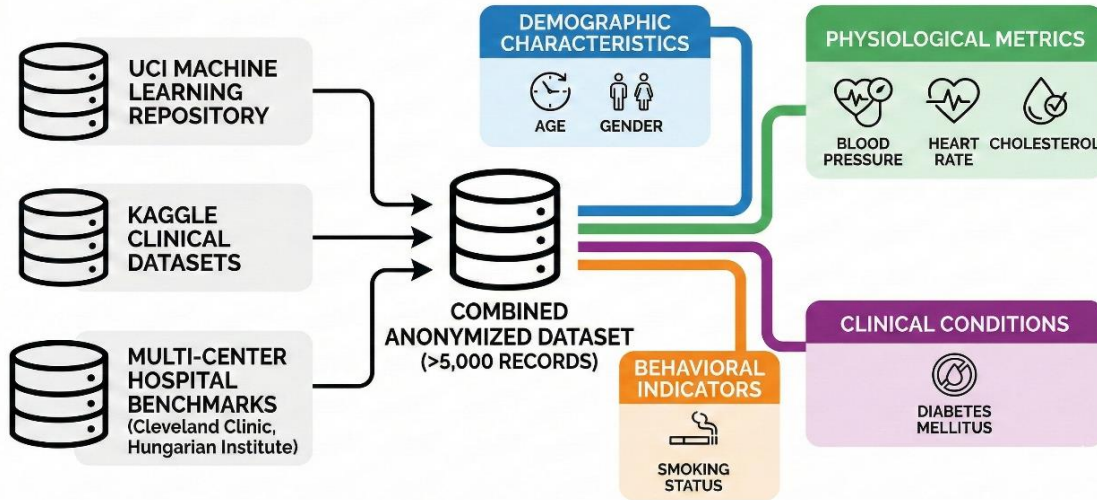 UCI MACHINE
LEARNING
REPOSITORY
KAGGLE
CLINICAL
DATASETS
MULTI-CENTER
HOSPITAL
BENCHMARKS
(Cleveland Clinic,
Hungarian Institute)
COMBINED
ANONYMIZED DATASET
(>5,000 RECORDS)
DEMOGRAPHIC
CHARACTERISTICS
AGE
GENDER
PHYSIOLOGICAL METRICS
BLOOD
PRESSURE
HEART
RATE
CHOLESTEROL
BEHAVIORAL
INDICATORS
SMOKING
STATUS
CLINICAL CONDITIONS
DIABETES
MELLITUS